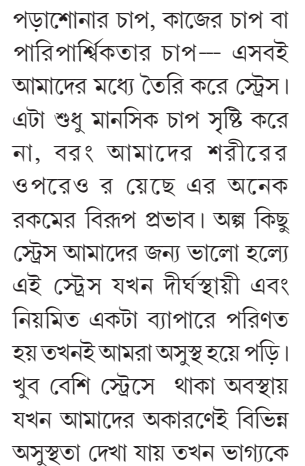 পড়াশোনার চাপ, কাজের চাপ বা
পারিপার্শ্বিকতার চাপ— এসবই
আমাদের মধ্যে তৈরি করে স্ট্রেস।
এটা শুধু মানসিক চাপ সৃষ্টি করে
না, বরং আমাদের শরীরের
ওপরেও র য়েছে এর অনেক
রকমের বিরূপ প্রভাব। অল্প কিছু
স্ট্রেস আমাদের জন্য ভালো হল্যে
এই স্ট্রেস যখন দীর্ঘস্থায়ী এবং
নিয়মিত একটা ব্যাপারে পরিণত
হয় তখনই আমরা অসুস্থ হয়ে পড়ি।
খুব বেশি স্ট্রেসে থাকা অবস্থায়
যখন আমাদের অকারণেই বিভিন্ন
অসুস্থতা দেখা যায় তখন ভাগ্যকে